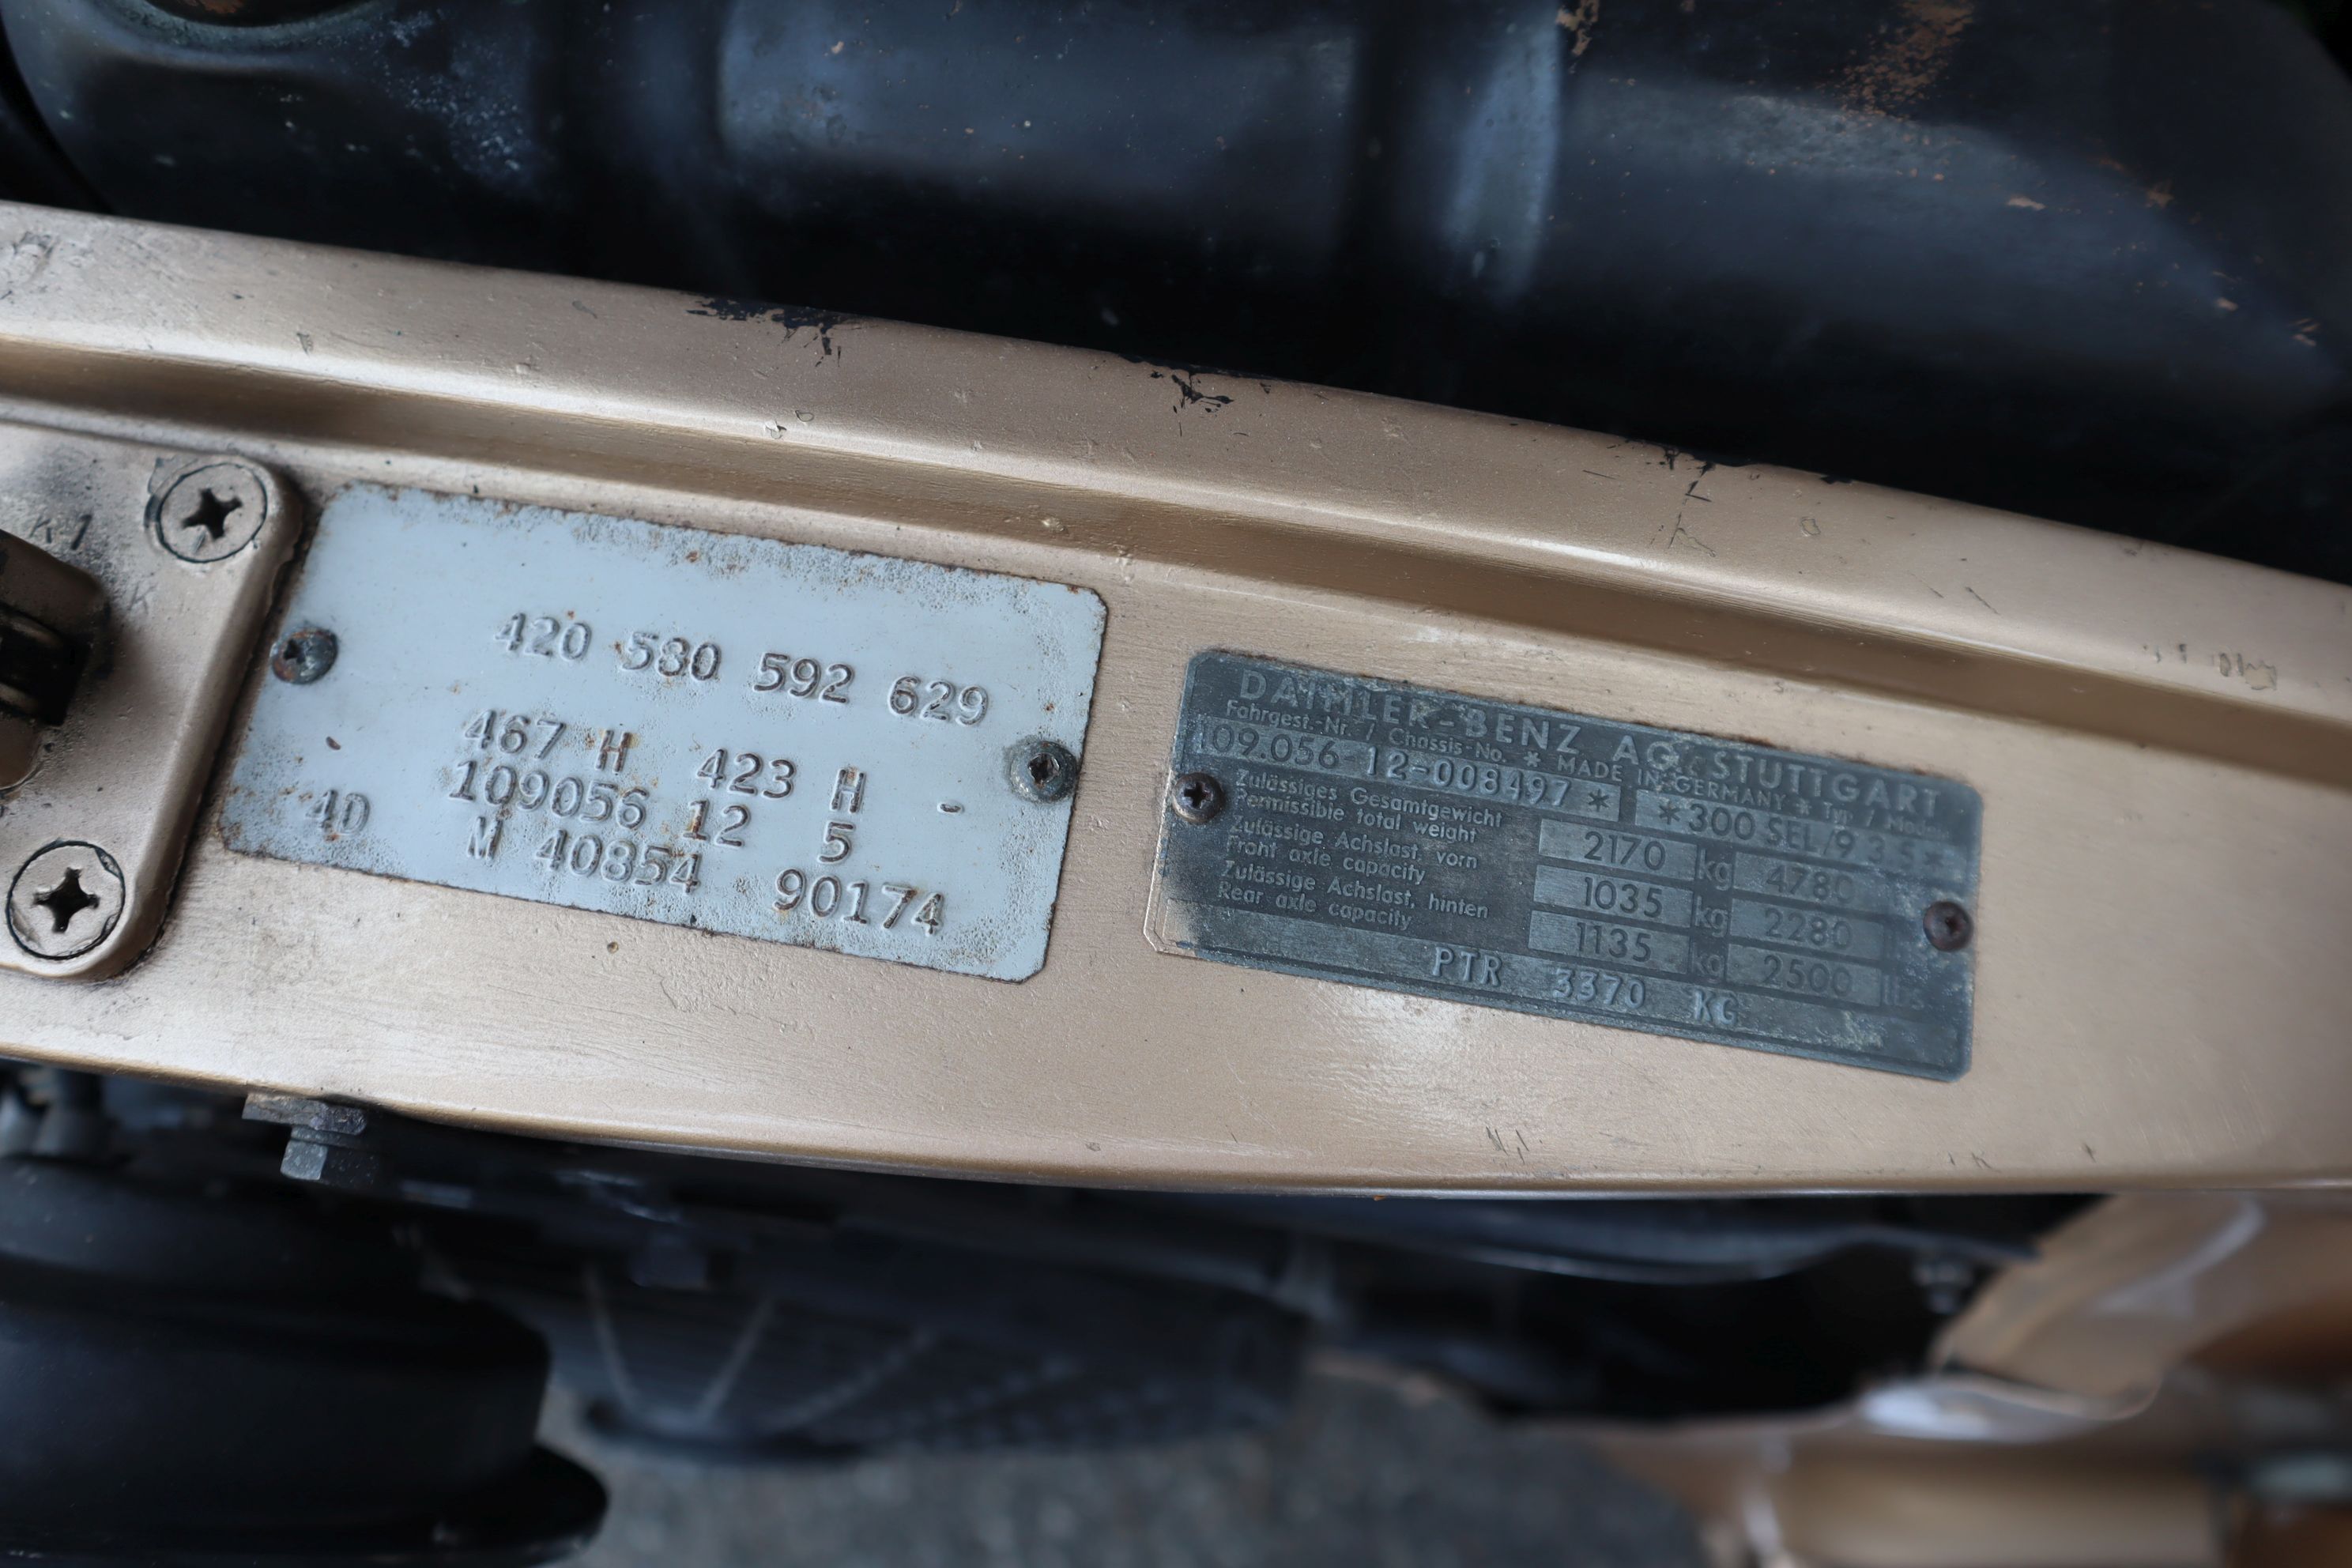 420 580 592 629
467 H 423 H -
109056 12 5
40 M 40854 90174
DAIMLER-BENZ AG. STUTTGART
Fahrgest.-Nr. / Chassis-No. * MADE IN GERMANY * Typ / Model
109.056-12-008497 * *300 SEL/9 3.5*
Zulässiges Gesamtgewicht
Permissible total weight 2170 kg 4780
Zulässige Achslast. vorn
Front axle capacity 1035 kg 2280
Zulässige Achslast. hinten
Rear axle capacity 1135 kg 2500 lbs
PTR 3370 KG